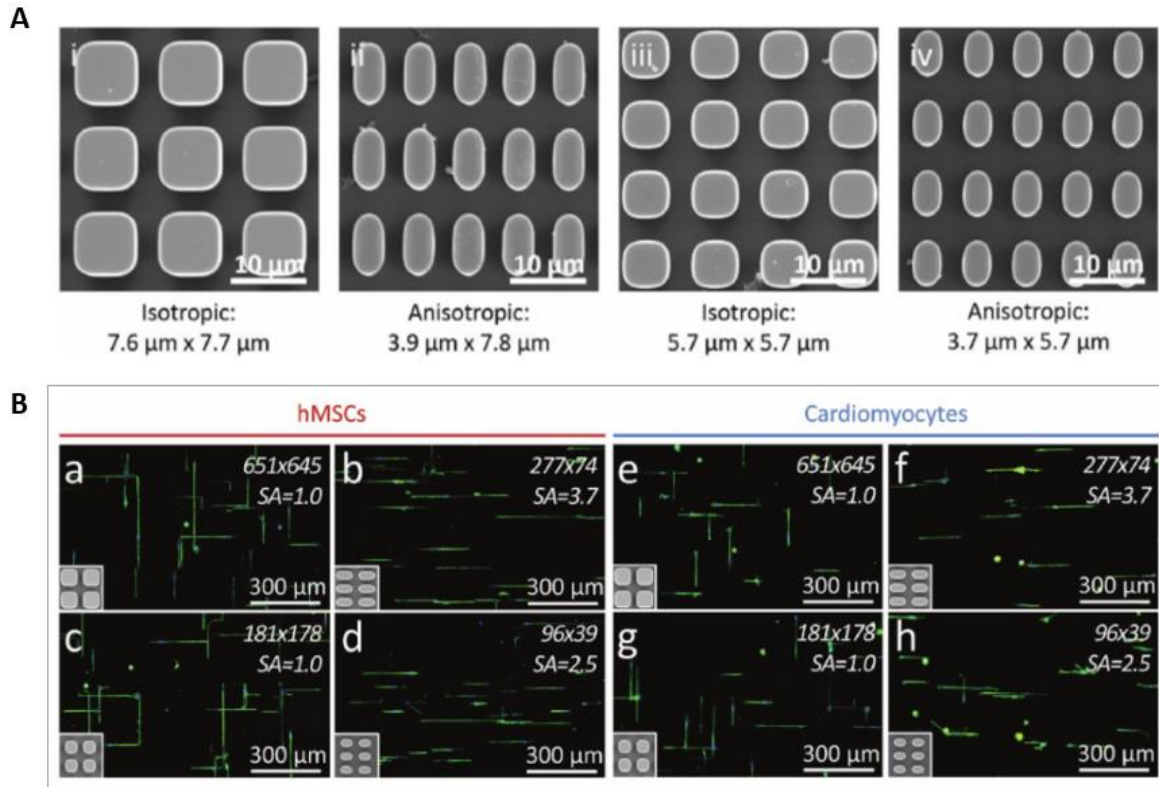 A
i
ii
iii
iv
10 μm
10 μm
10 μm
10 μm
Isotropic:
7.6 μm x 7.7 μm
Anisotropic:
3.9 μm x 7.8 μm
Isotropic:
5.7 μm x 5.7 μm
Anisotropic:
3.7 μm x 5.7 μm
B
hMSCs
Cardiomyocytes
a
651x645
SA=1.0
300 μm
b
277x74
SA=3.7
300 μm
e
651x645
SA=1.0
300 μm
f
277x74
SA=3.7
300 μm
c
181x178
SA=1.0
300 μm
d
96x39
SA=2.5
300 μm
g
181x178
SA=1.0
300 μm
h
96x39
SA=2.5
300 μm